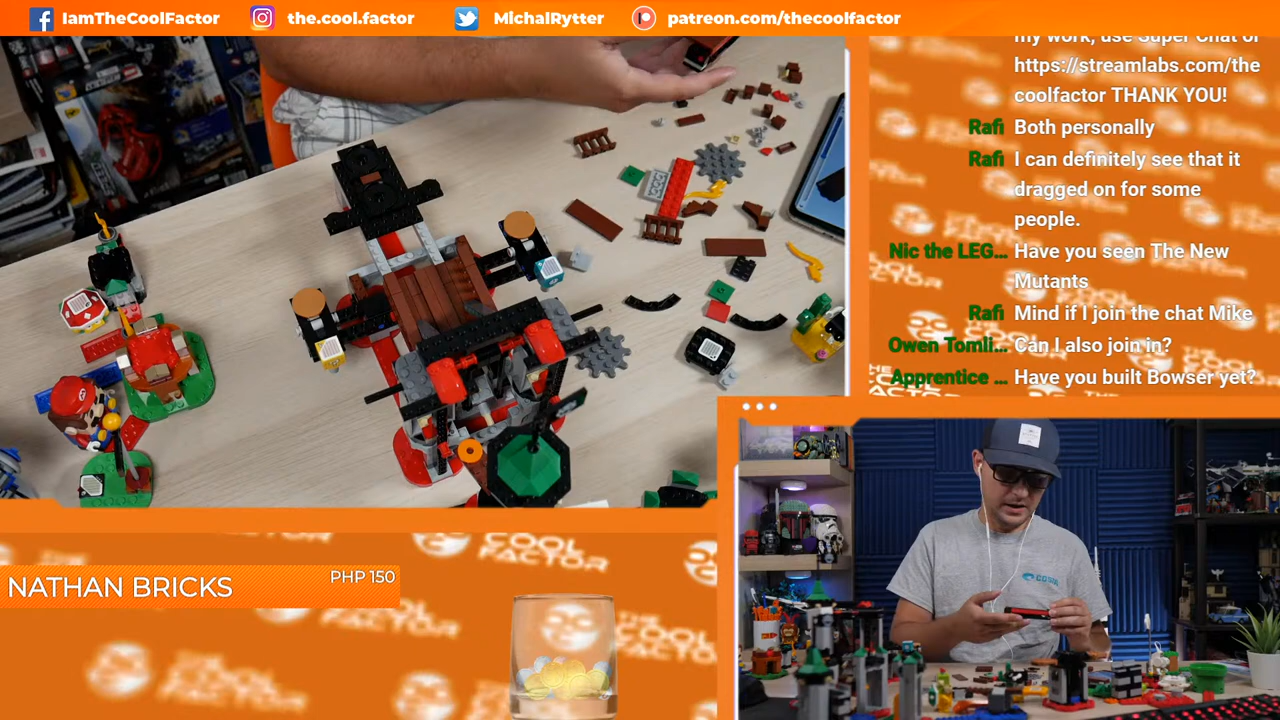 IamTheCoolFactor the.cool.factor MichalRytter patreon.com/thecoolfactor
my work, use Super Chat or
https://streamlabs.com/the
coolfactor THANK YOU!
Rafi Both personally
Rafi I can definitely see that it
dragged on for some
people.
Nic the LEG... Have you seen The New
Mutants
Rafi Mind if I join the chat Mike
Owen Tomli... Can I also join in?
Apprentice ... Have you built Bowser yet?
NATHAN BRICKS PHP 150
COOL
FACTOR
THE
COOL
FACTOR